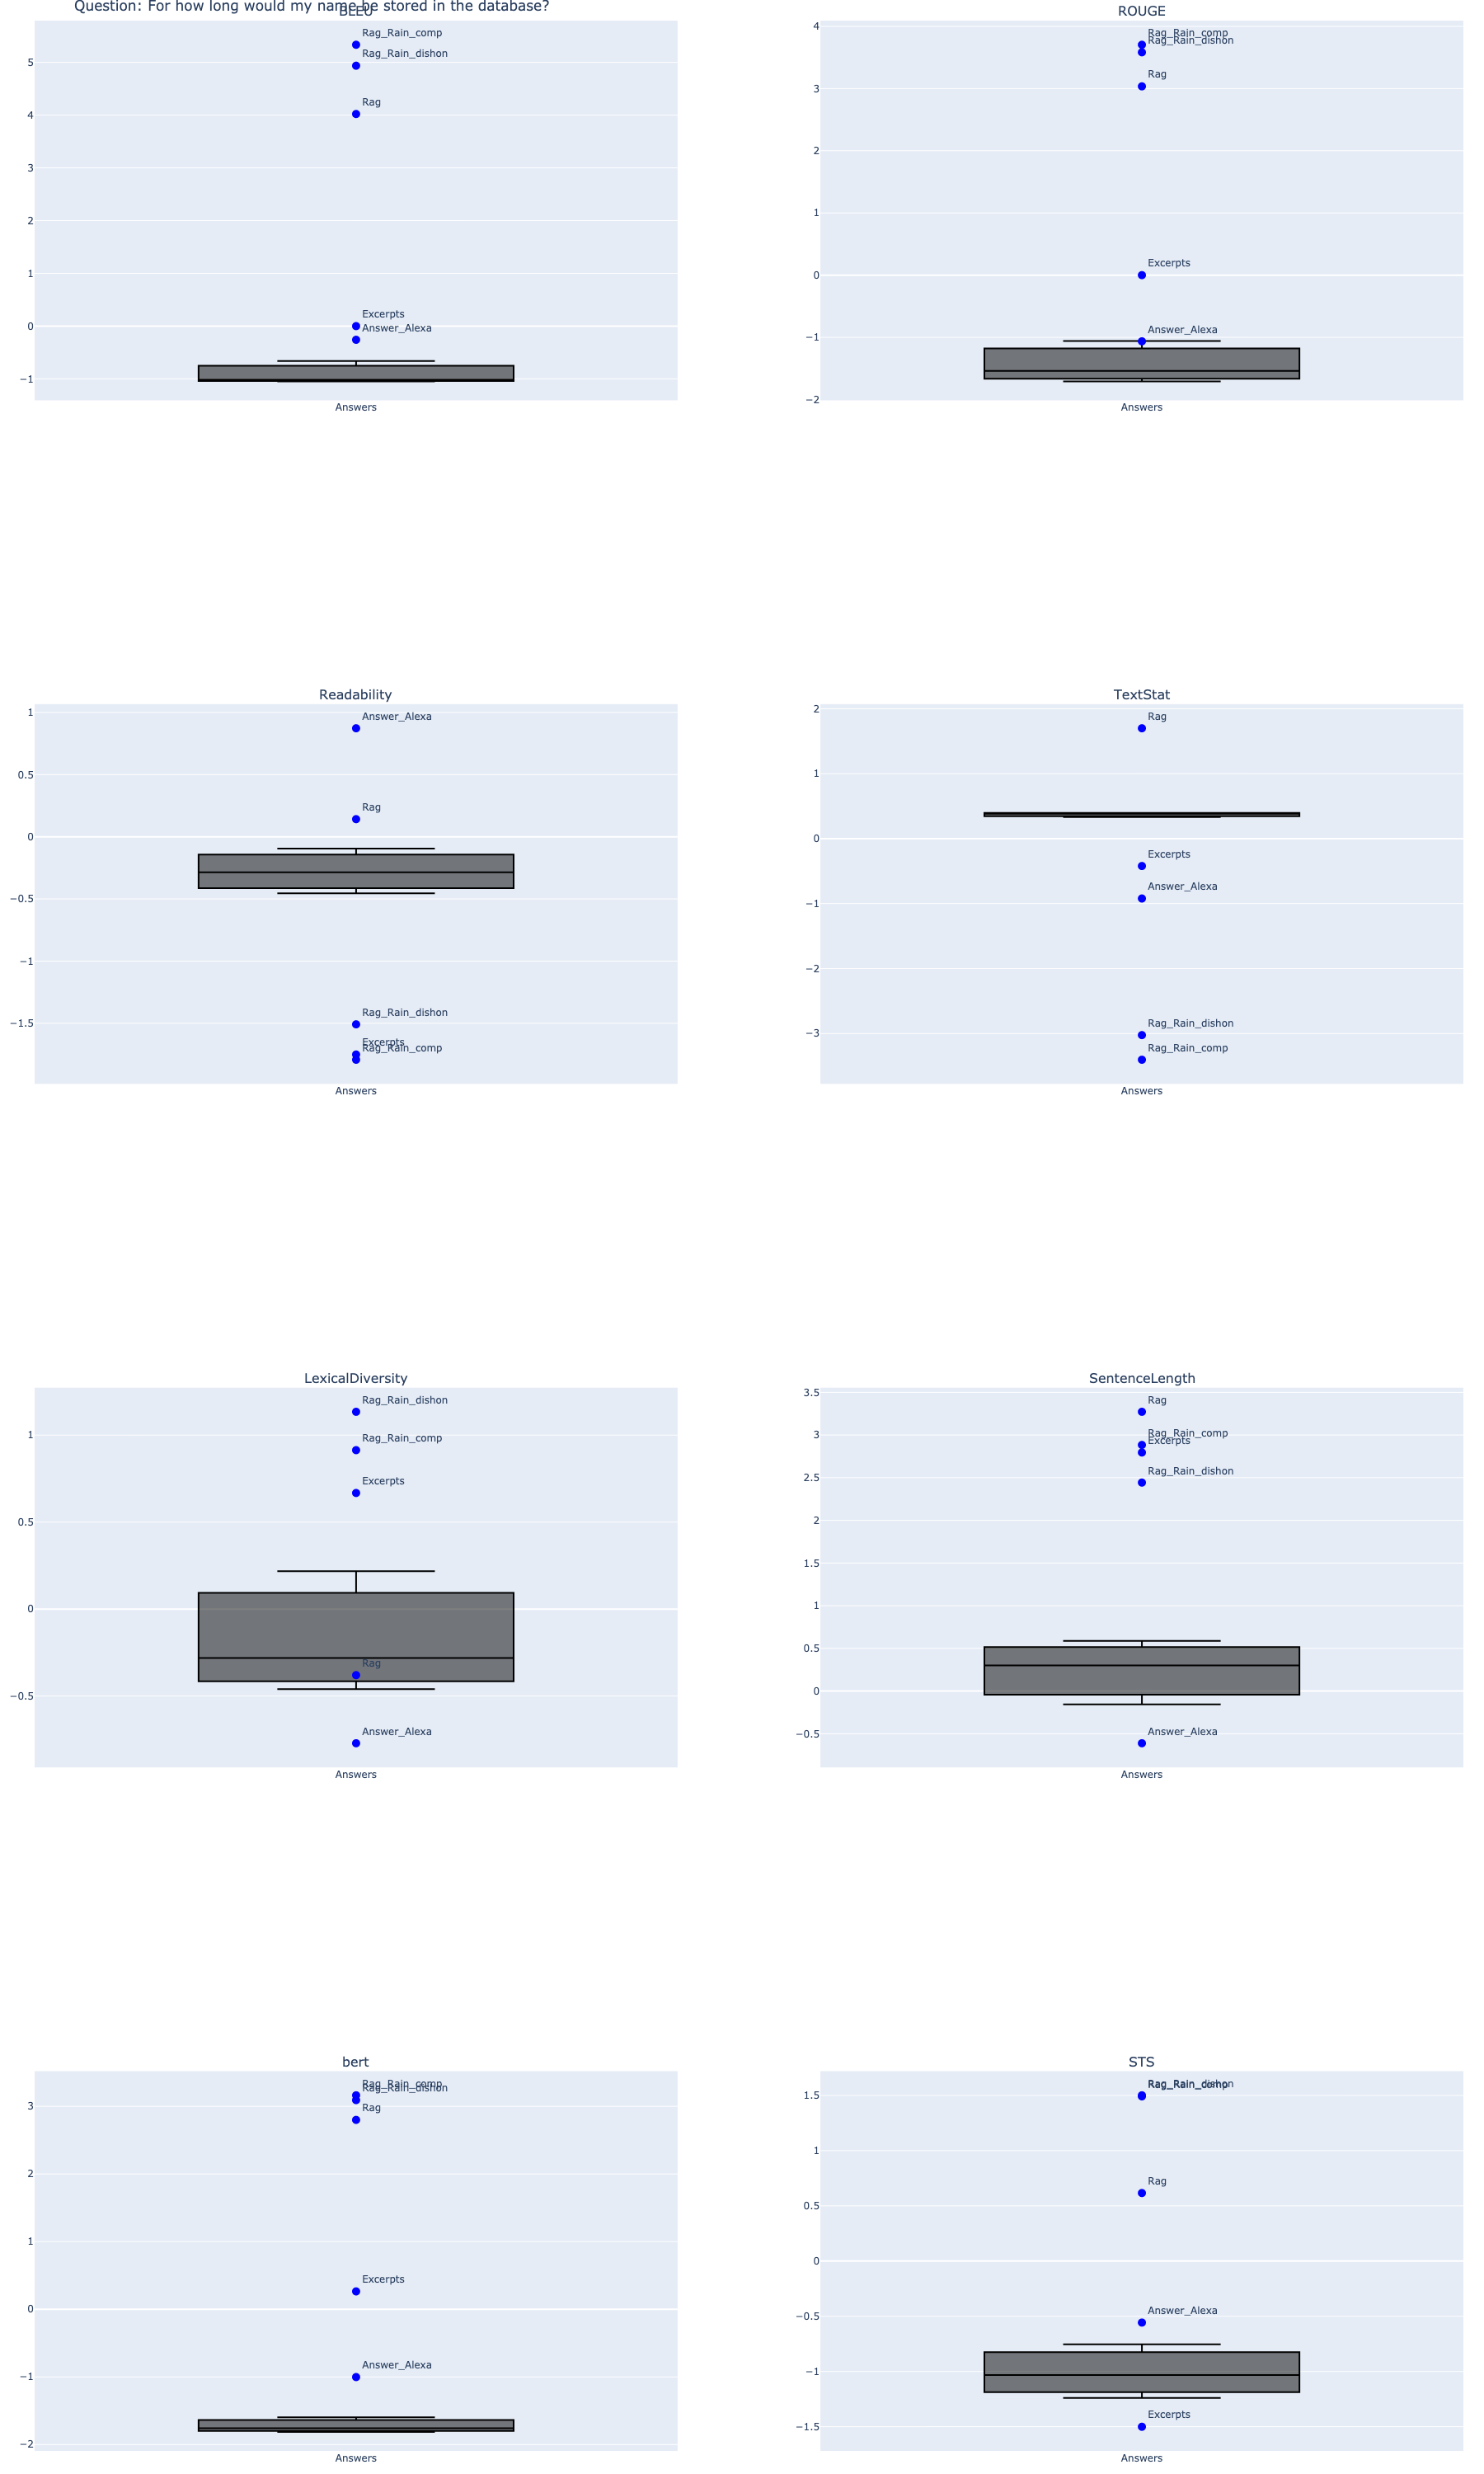 Question: For how long would my name be stored in the database?
BLEU
Rag_Rain_comp
Rag_Rain_dishon
Rag
Excerpts
Answer_Alexa
5
4
3
2
1
0
−1
Answers
ROUGE
Rag_Rain_comp
Rag_Rain_dishon
Rag
Excerpts
Answer_Alexa
4
3
2
1
0
−1
−2
Answers
Readability
Answer_Alexa
Rag
Rag_Rain_dishon
Excerpts
Rag_Rain_comp
1
0.5
0
−0.5
−1
−1.5
Answers
TextStat
Rag
Excerpts
Answer_Alexa
Rag_Rain_dishon
Rag_Rain_comp
2
1
0
−1
−2
−3
Answers
LexicalDiversity
Rag_Rain_dishon
Rag_Rain_comp
Excerpts
Rag
Answer_Alexa
1
0.5
0
−0.5
Answers
SentenceLength
Rag
Rag_Rain_comp
Excerpts
Rag_Rain_dishon
Answer_Alexa
3.5
3
2.5
2
1.5
1
0.5
0
−0.5
Answers
bert
Rag_Rain_comp
Rag_Rain_dishon
Rag
Excerpts
Answer_Alexa
3
2
1
0
−1
−2
Answers
STS
Rag_Rain_dishon
Rag_Rain_comp
Rag
Answer_Alexa
Excerpts
1.5
1
0.5
0
−0.5
−1
−1.5
Answers